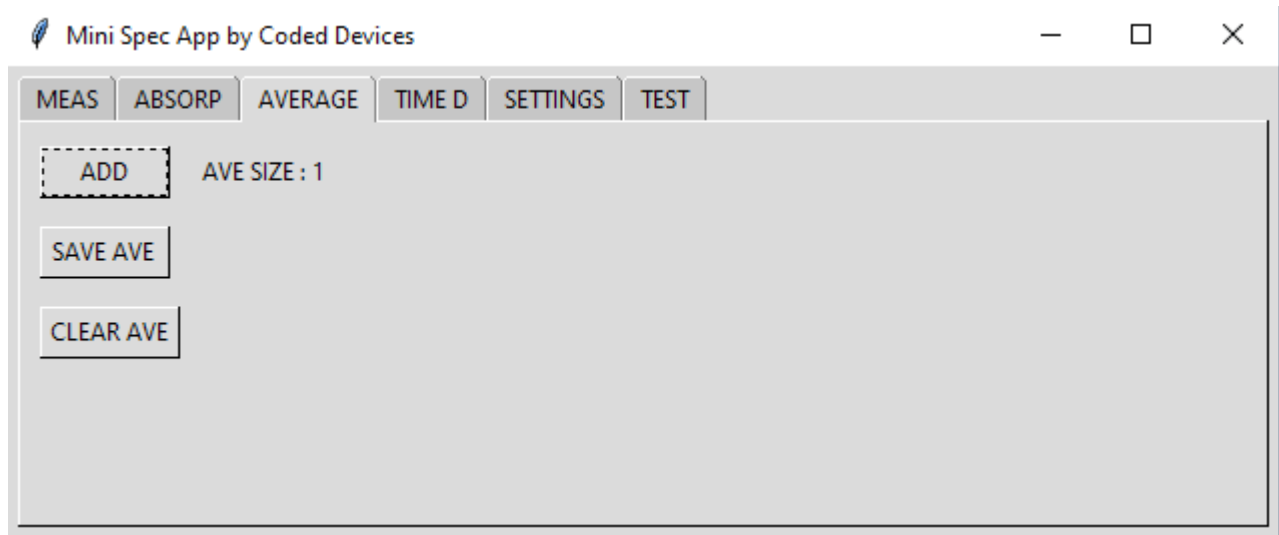 Mini Spec App by Coded Devices
MEAS ABSORP AVERAGE TIME D SETTINGS TEST
ADD AVE SIZE : 1
SAVE AVE
CLEAR AVE